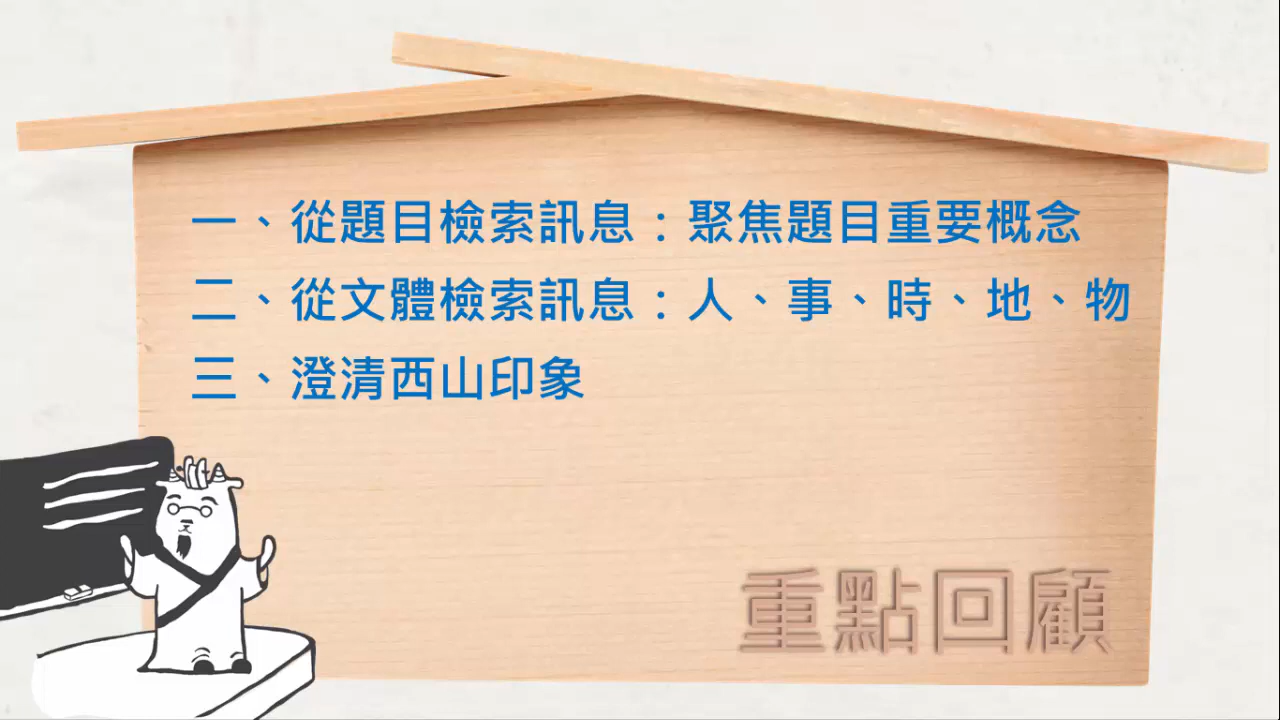 一、從題目檢索訊息：聚焦題目重要概念
二、從文體檢索訊息：人、事、時、地、物
三、澄清西山印象
重點回顧